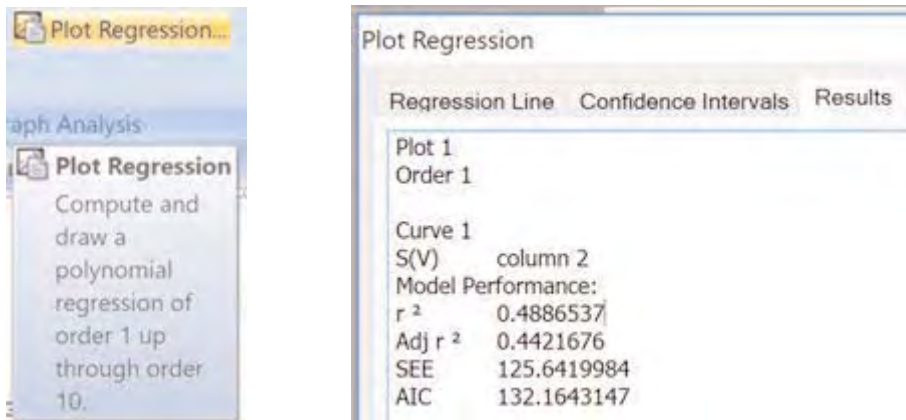 Plot Regression...
aph Analysis
Plot Regression
Compute and
draw a
polynomial
regression of
order 1 up
through order
10.
Plot Regression
Regression Line Confidence Intervals Results
Plot 1
Order 1
Curve 1
S(V) column 2
Model Performance:
r ² 0.4886537
Adj r ² 0.4421676
SEE 125.6419984
AIC 132.1643147